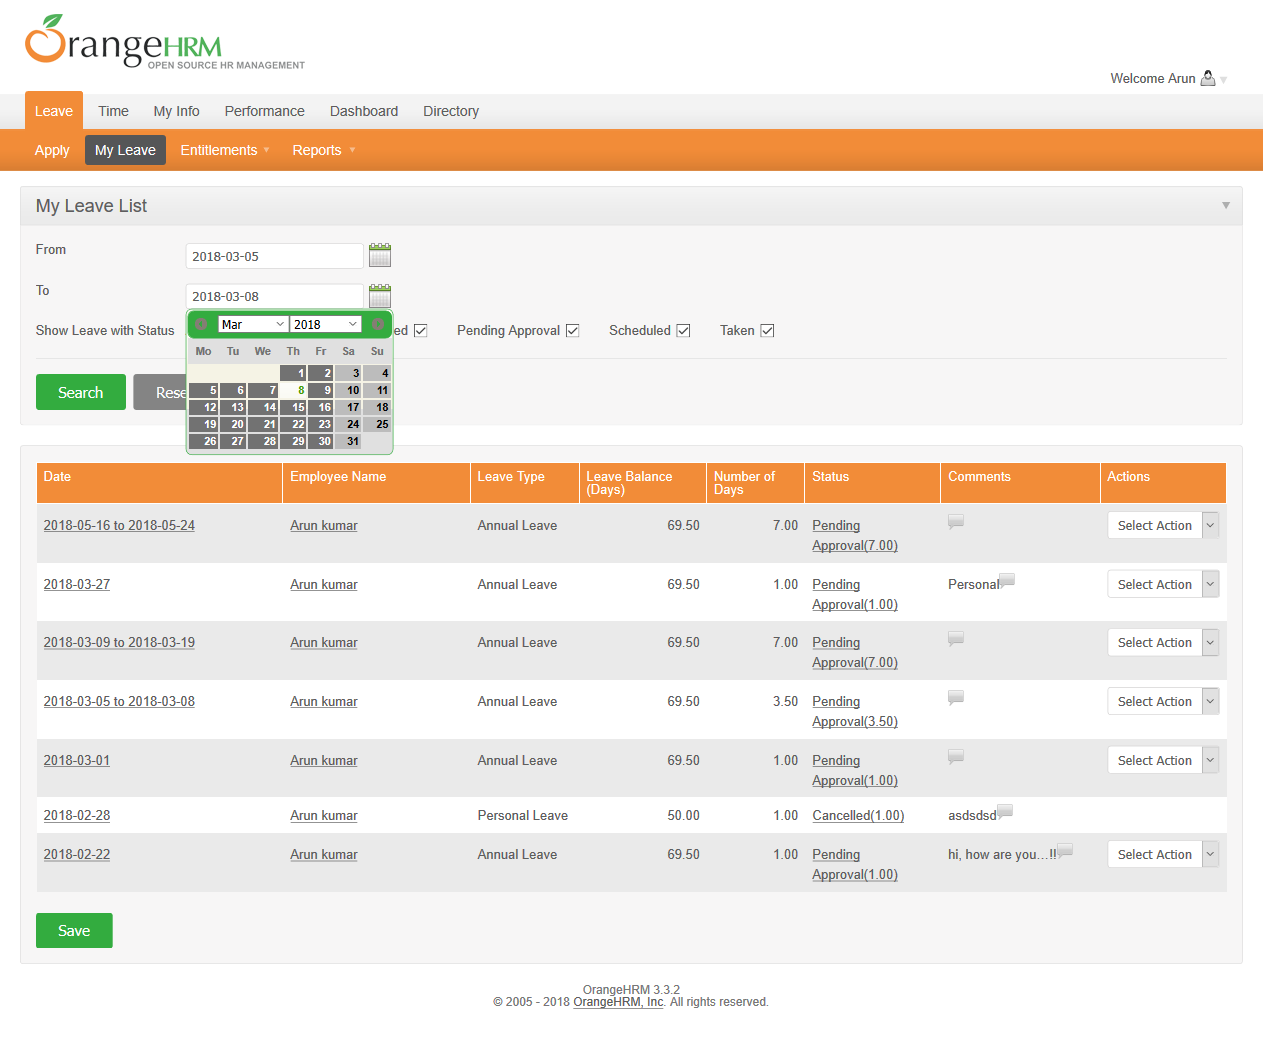 OrangeHRM
OPEN SOURCE HR MANAGEMENT
Welcome Arun
Leave Time My Info Performance Dashboard Directory
Apply My Leave Entitlements Reports
My Leave List
From 2018-03-05
To 2018-03-08
Show Leave with Status ed Pending Approval Scheduled Taken
Mar 2018
Mo Tu We Th Fr Sa Su
1 2 3 4
5 6 7 8 9 10 11
12 13 14 15 16 17 18
19 20 21 22 23 24 25
26 27 28 29 30 31
Search Rese
Date Employee Name Leave Type Leave Balance Number of Status Comments Actions
(Days) Days
2018-05-16 to 2018-05-24 Arun kumar Annual Leave 69.50 7.00 Pending Select Action
Approval(7.00)
2018-03-27 Arun kumar Annual Leave 69.50 1.00 Pending Personal Select Action
Approval(1.00)
2018-03-09 to 2018-03-19 Arun kumar Annual Leave 69.50 7.00 Pending Select Action
Approval(7.00)
2018-03-05 to 2018-03-08 Arun kumar Annual Leave 69.50 3.50 Pending Select Action
Approval(3.50)
2018-03-01 Arun kumar Annual Leave 69.50 1.00 Pending Select Action
Approval(1.00)
2018-02-28 Arun kumar Personal Leave 50.00 1.00 Cancelled(1.00) asdsdsd
2018-02-22 Arun kumar Annual Leave 69.50 1.00 Pending hi, how are you...!! Select Action
Approval(1.00)
Save
OrangeHRM 3.3.2
© 2005 - 2018 OrangeHRM, Inc. All rights reserved.